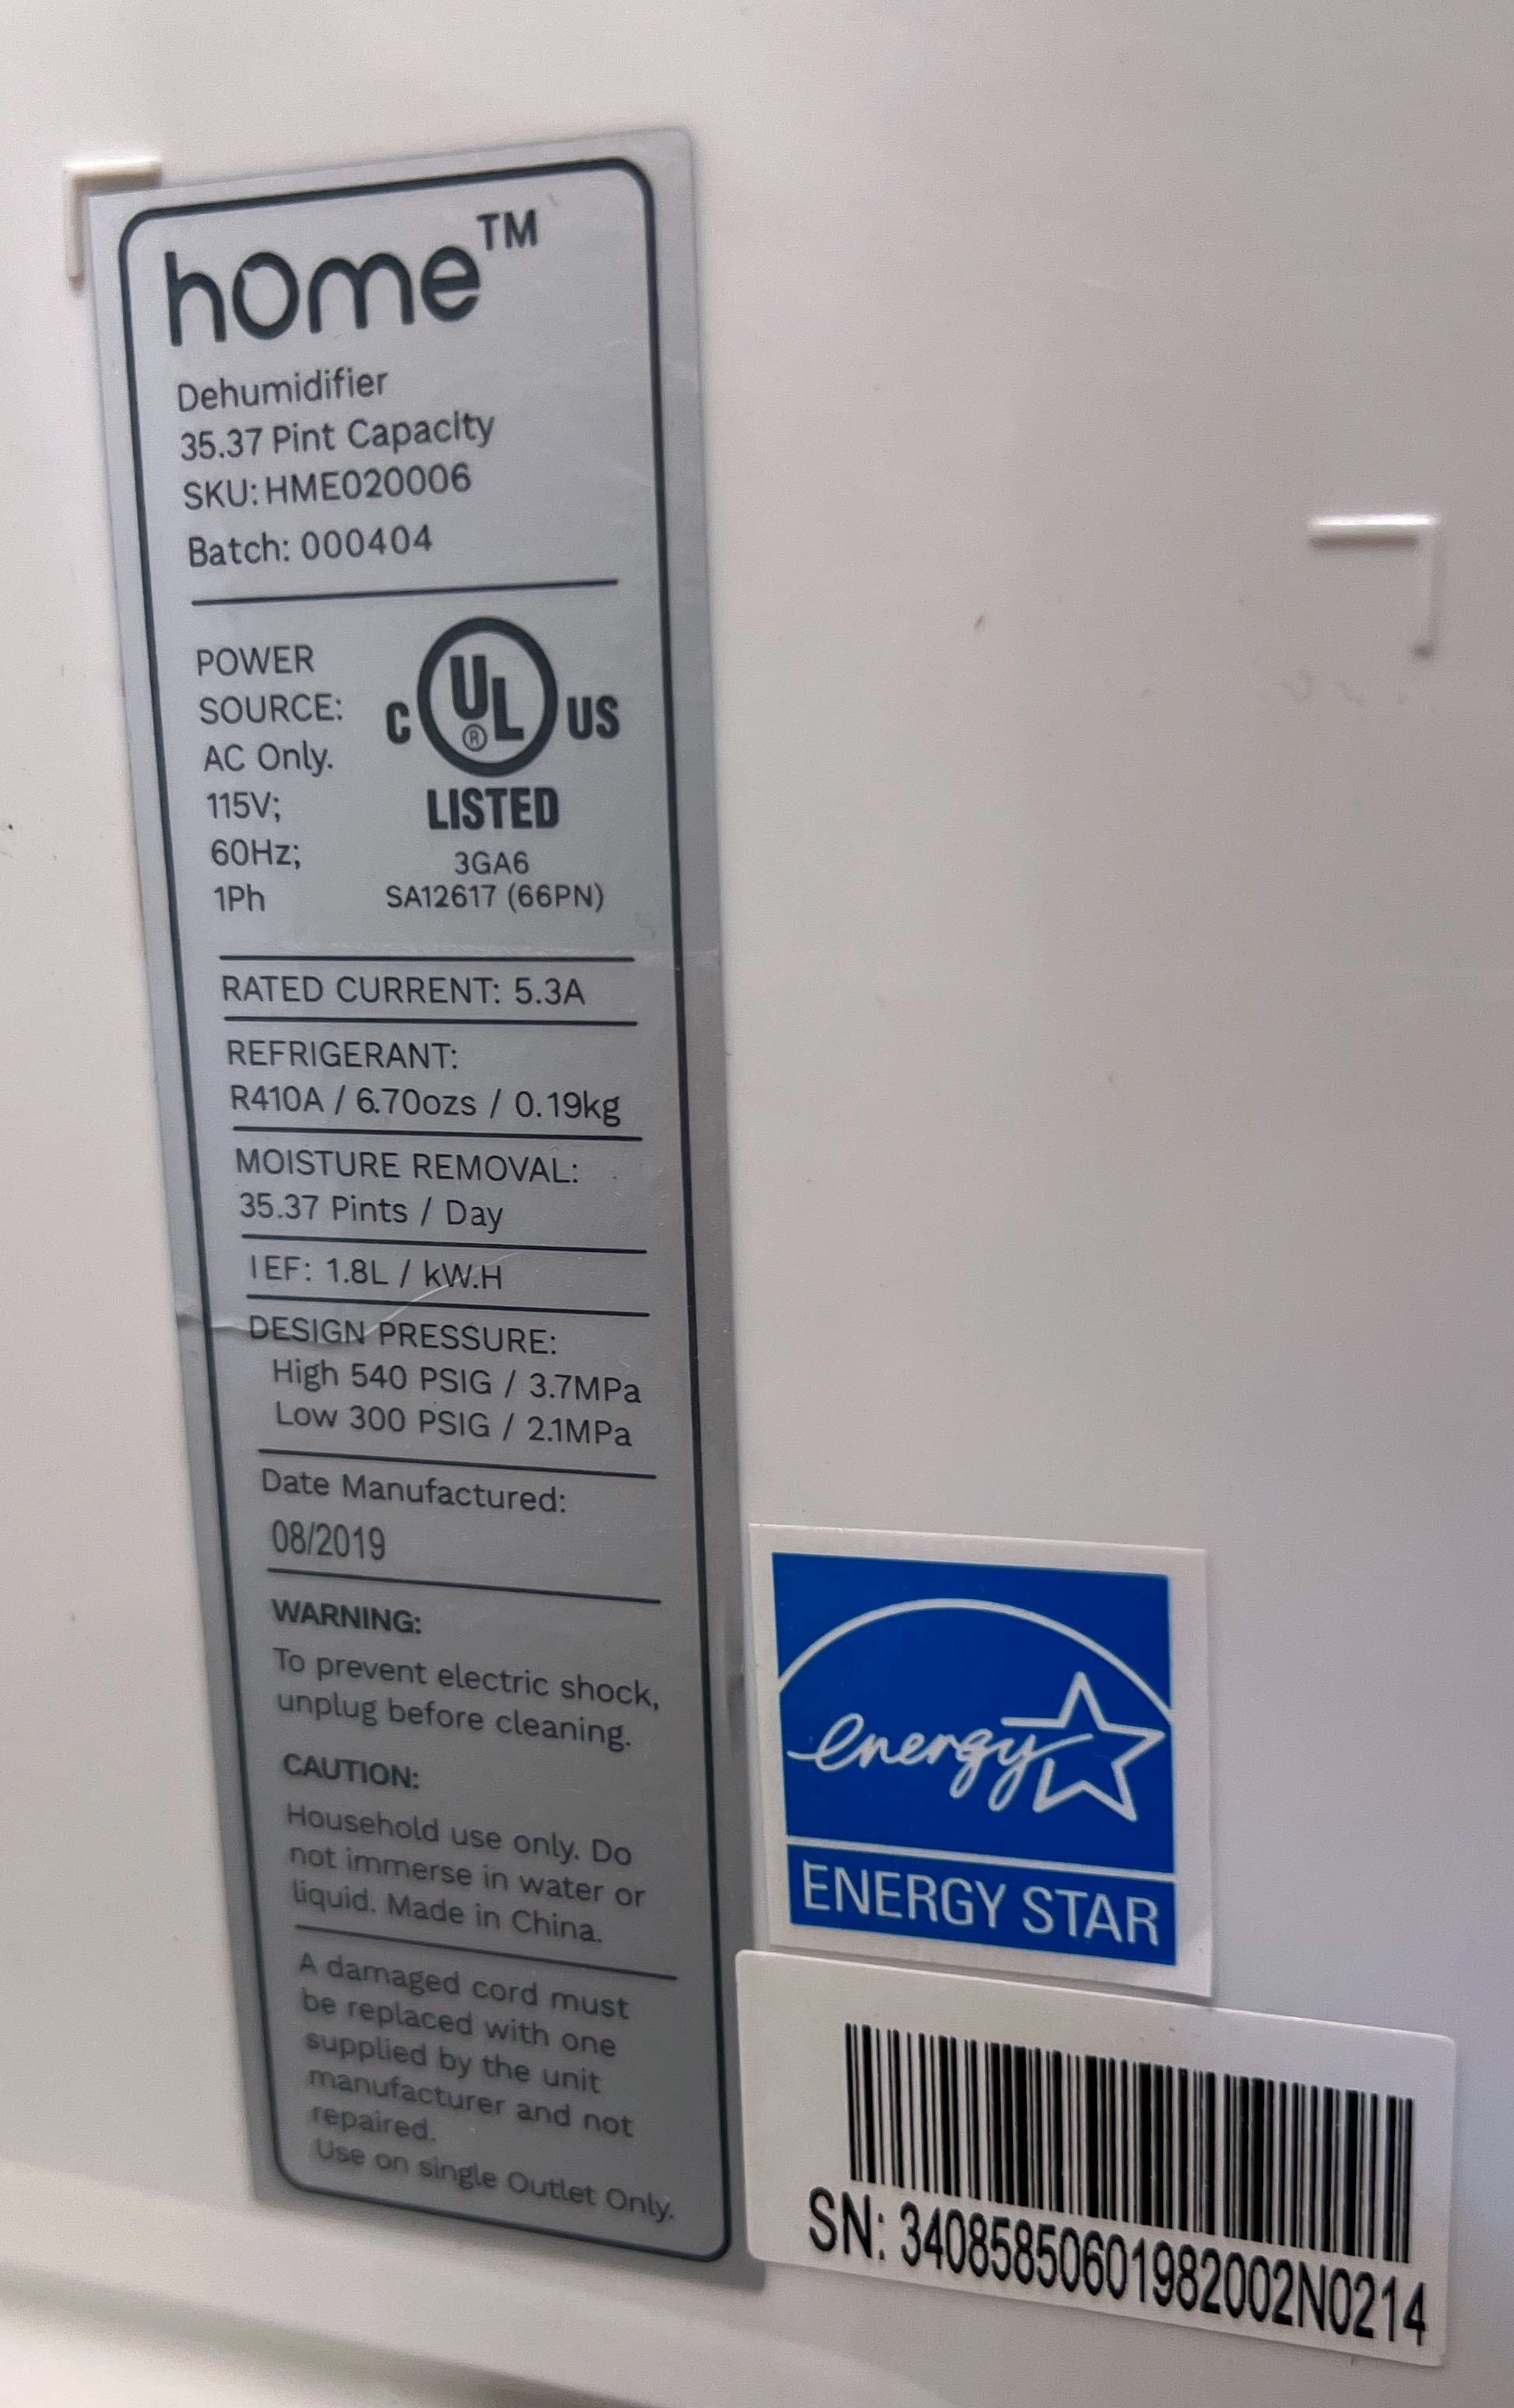 home™
Dehumidifier
35.37 Pint Capacity
SKU: HME020006
Batch: 000404
POWER
SOURCE:
AC Only.
115V;
60Hz;
1Ph
C UL® US
LISTED
3GA6
SA12617 (66PN)
RATED CURRENT: 5.3A
REFRIGERANT:
R410A / 6.70ozs / 0.19kg
MOISTURE REMOVAL:
35.37 Pints / Day
IEF: 1.8L / kW.H
DESIGN PRESSURE:
High 540 PSIG / 3.7MPa
Low 300 PSIG / 2.1MPa
Date Manufactured:
08/2019
WARNING:
To prevent electric shock,
unplug before cleaning.
CAUTION:
Household use only. Do
not immerse in water or
liquid. Made in China.
A damaged cord must
be replaced with one
supplied by the unit
manufacturer and not
repaired.
Use on single Outlet Only.
energy
ENERGY STAR
SN: 34085850601982002N0214